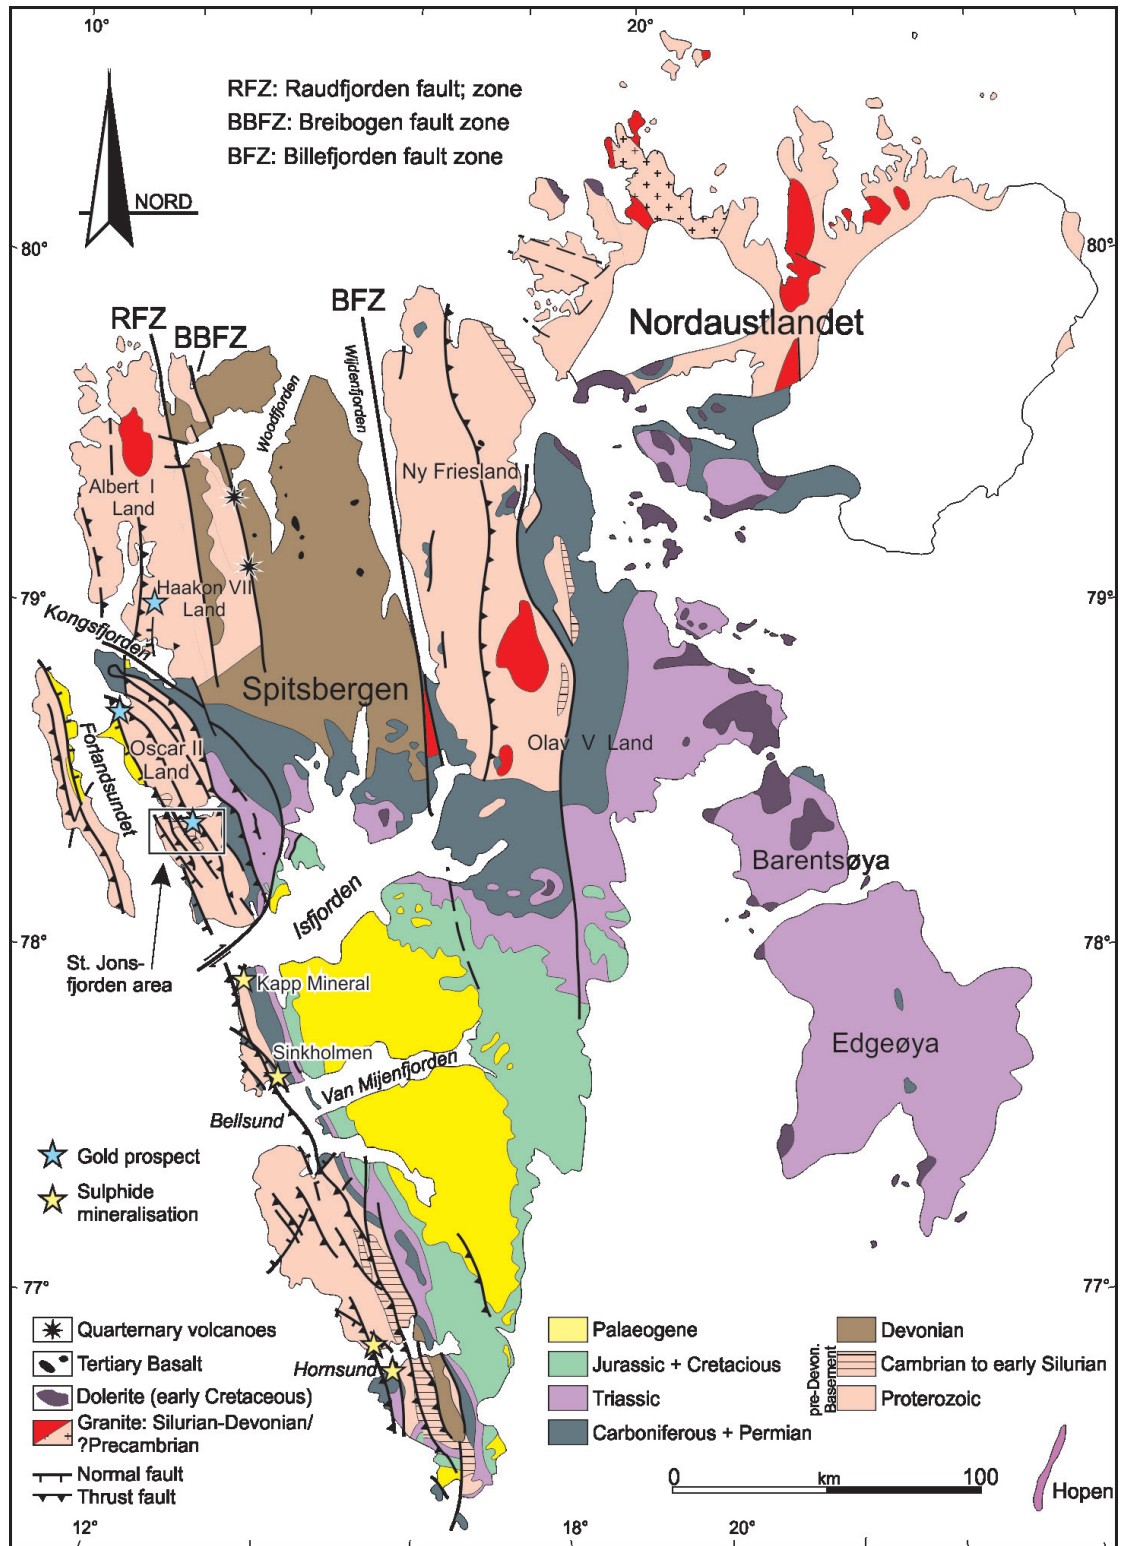 10°
20°
RFZ: Raudfjorden fault; zone
BBFZ: Breibogen fault zone
BFZ: Billefjorden fault zone
NORD
80°
80°
BFZ
RFZ
BBFZ
Nordaustlandet
Woodfjorden
Wijdenfjorden
Ny Friesland
Albert I
Land
79°
79°
Haakon VII
Land
Kongsfjorden
Spitsbergen
Olav V Land
Oscar II
Land
Forlandsundet
Barentsøya
Isfjorden
78°
78°
St. Jons-
fjorden area
Kapp Mineral
Edgeøya
Sinkholmen
Van Mijenfjorden
Bellsund
Gold prospect
Sulphide
mineralisation
77°
77°
Hornsund
Quarternary volcanoes
Tertiary Basalt
Dolerite (early Cretaceous)
Granite: Silurian-Devonian/
?Precambrian
Normal fault
Thrust fault
Palaeogene
Jurassic + Cretacious
Triassic
Carboniferous + Permian
pre-Devon.
Basement
Devonian
Cambrian to early Silurian
Proterozoic
0 km 100
Hopen
12°
18°
20°